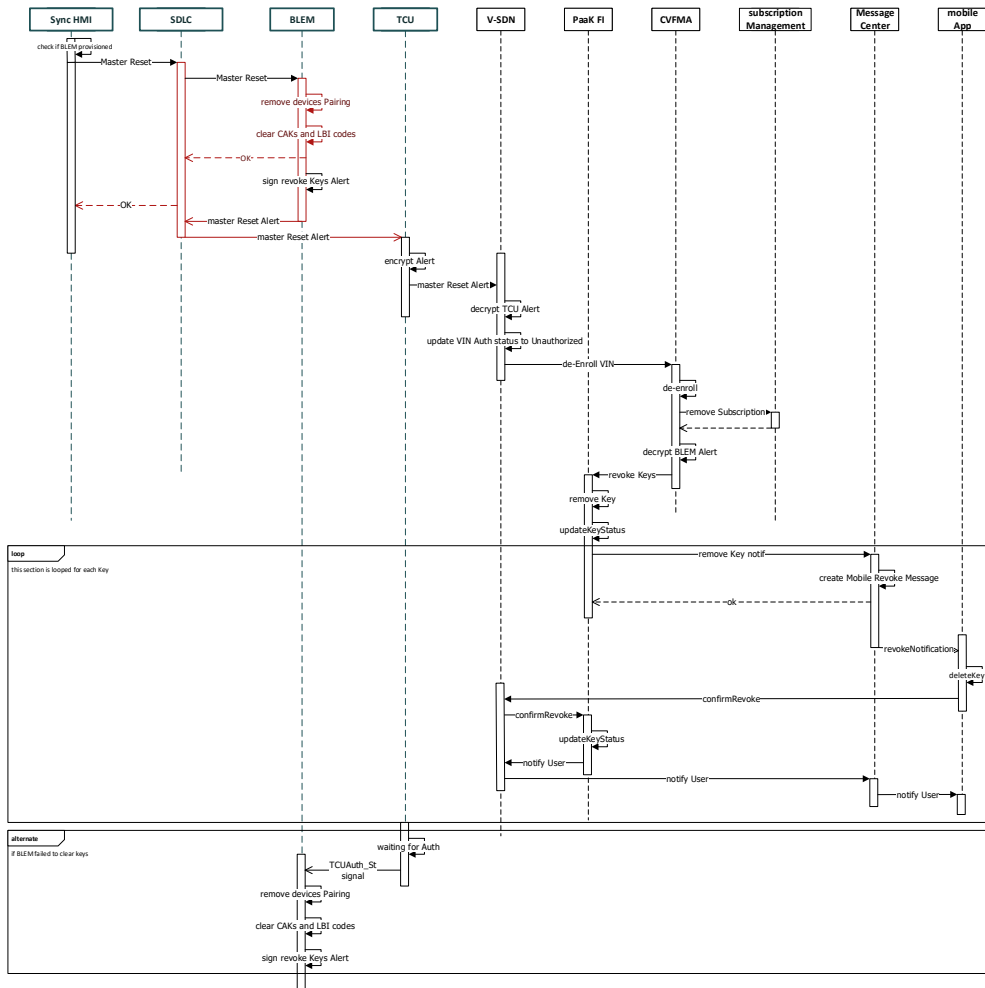 Sync HMI
SDLC
BLEM
TCU
V-SDN
PaaK FI
CVFMA
subscription
Management
Message
Center
mobile
App
check if BLEM provisioned
Master Reset
Master Reset
remove devices Pairing
clear CAKs and LBI codes
OK
sign revoke Keys Alert
OK
master Reset Alert
master Reset Alert
encrypt Alert
master Reset Alert
decrypt TCU Alert
update VIN Auth status to Unauthorized
de-Enroll VIN
de-enroll
remove Subscription
decrypt BLEM Alert
revoke Keys
remove Key
updateKeyStatus
loop
this section is looped for each Key
remove Key notif
create Mobile Revoke Message
ok
revokeNotification
deleteKey
confirmRevoke
confirmRevoke
updateKeyStatus
notify User
notify User
notify User
alternate
if BLEM failed to clear keys
waiting for Auth
TCUAuth_St
signal
remove devices Pairing
clear CAKs and LBI codes
sign revoke Keys Alert